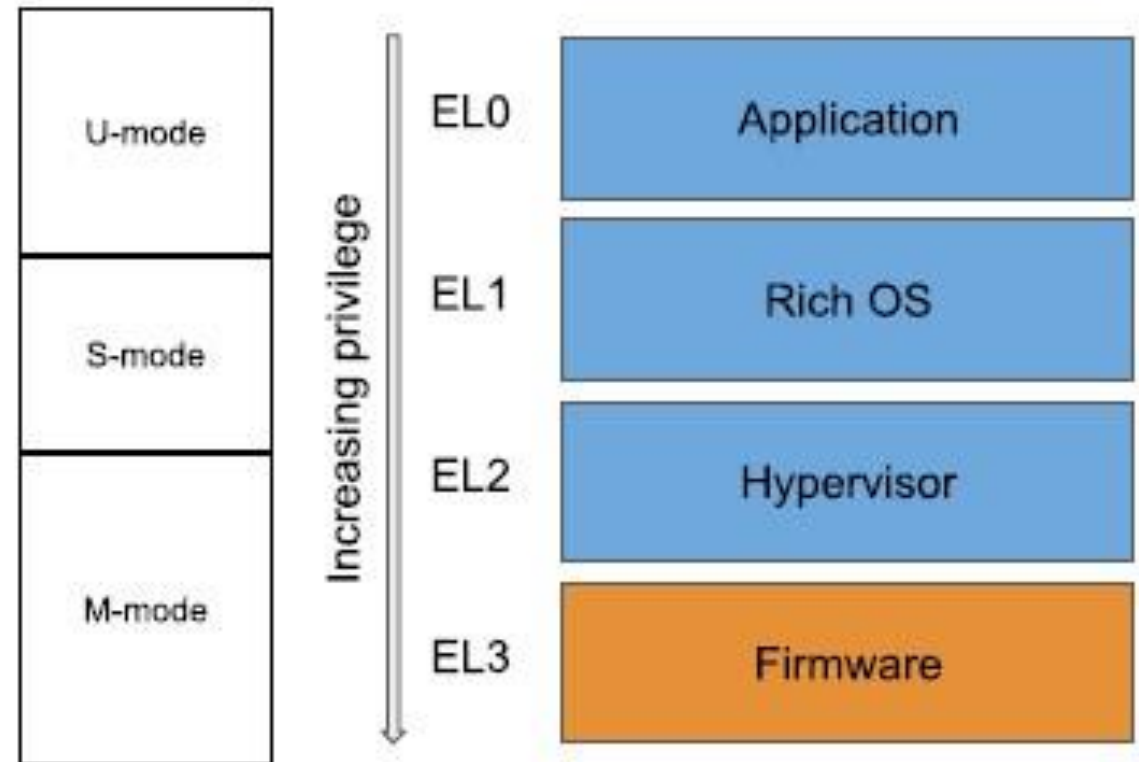 U-mode
S-mode
M-mode
Increasing privilege
EL0
Application
EL1
Rich OS
EL2
Hypervisor
EL3
Firmware